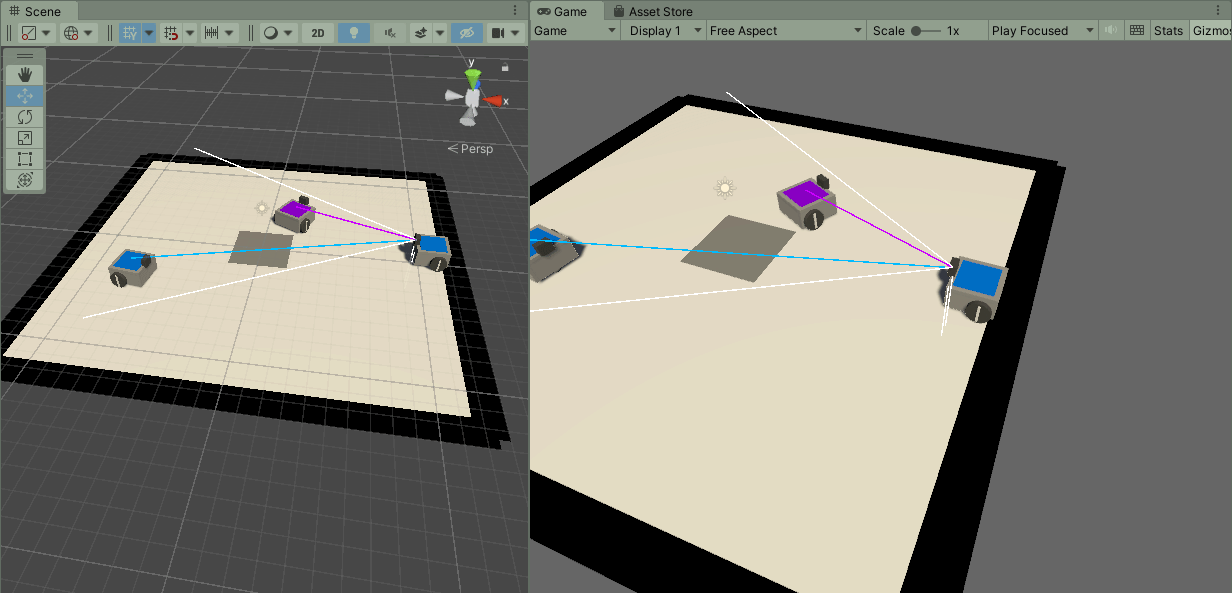 Scene
2D
y
x
Persp
Game
Asset Store
Game
Display 1
Free Aspect
Scale
1x
Play Focused
Stats
Gizmos